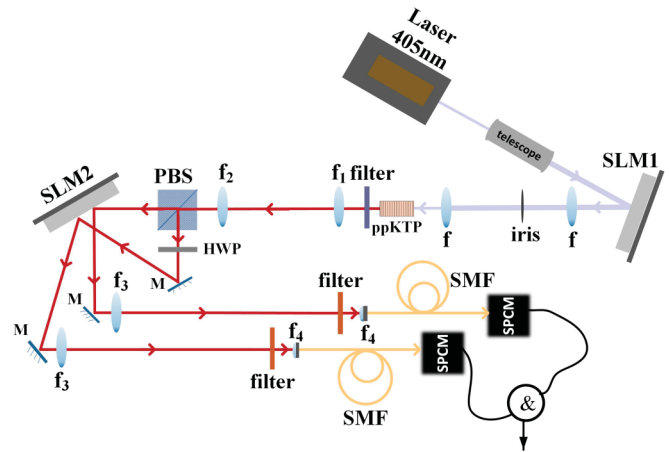 Laser
405nm
telescope
SLM1
SLM2
PBS
f2
f1 filter
ppKTP
f
iris
f
HWP
M
M
f3
filter
f4
SMF
SPCM
M
f3
filter
f4
SMF
SPCM
&